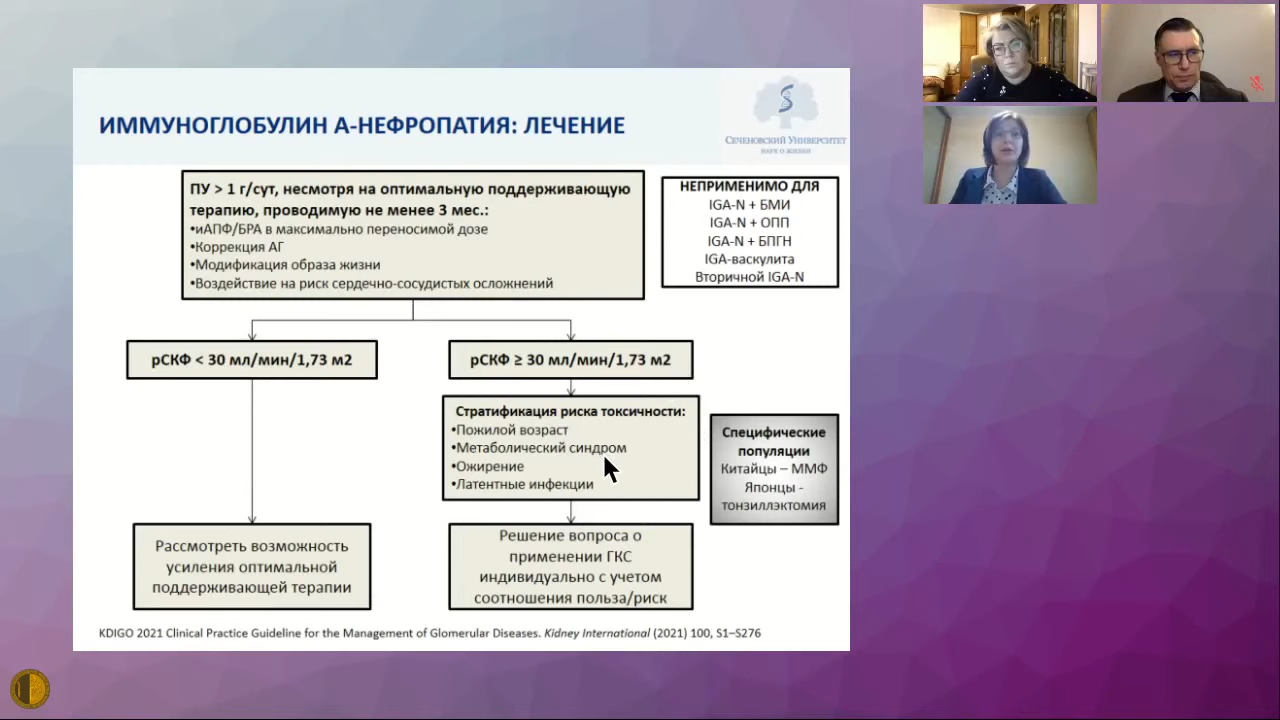 ИММУНОГЛОБУЛИН А-НЕФРОПАТИЯ: ЛЕЧЕНИЕ
СЕЧЕНОВСКИЙ УНИВЕРСИТЕТ
НАУК О ЖИЗНИ
ПУ > 1 г/сут, несмотря на оптимальную поддерживающую
терапию, проводимую не менее 3 мес.:
•иАПФ/БРА в максимально переносимой дозе
•Коррекция АГ
•Модификация образа жизни
•Воздействие на риск сердечно-сосудистых осложнений
НЕПРИМЕНИМО ДЛЯ
IGA-N + БМИ
IGA-N + ОПП
IGA-N + БПГН
IGA-васкулита
Вторичной IGA-N
рСКФ < 30 мл/мин/1,73 м2
рСКФ ≥ 30 мл/мин/1,73 м2
Стратификация риска токсичности:
•Пожилой возраст
•Метаболический синдром
•Ожирение
•Латентные инфекции
Специфические
популяции
Китайцы – ММФ
Японцы -
тонзиллэктомия
Рассмотреть возможность
усиления оптимальной
поддерживающей терапии
Решение вопроса о
применении ГКС
индивидуально с учетом
соотношения польза/риск
KDIGO 2021 Clinical Practice Guideline for the Management of Glomerular Diseases. Kidney International (2021) 100, S1–S276